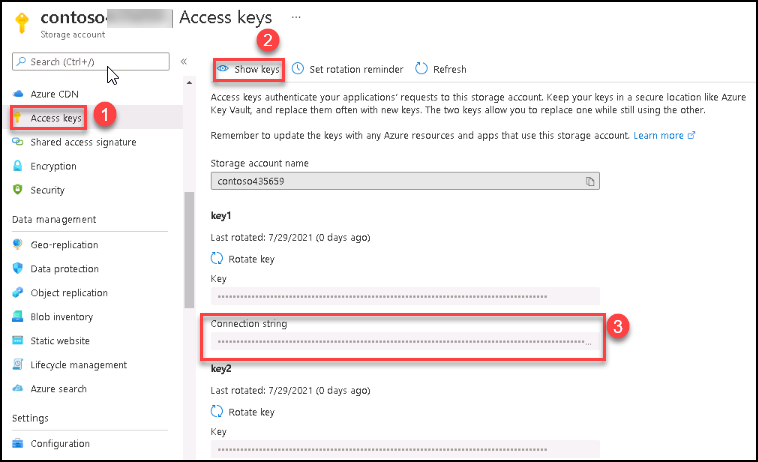 contoso Access keys ...
Storage account
Search (Ctrl+/)
«
Azure CDN
Access keys
1
Shared access signature
Encryption
Security
Data management
Geo-replication
Data protection
Object replication
Blob inventory
Static website
Lifecycle management
Azure search
Settings
Configuration
2
Show keys
Set rotation reminder
Refresh
Access keys authenticate your applications' requests to this storage account. Keep your keys in a secure location like Azure
Key Vault, and replace them often with new keys. The two keys allow you to replace one while still using the other.
Remember to update the keys with any Azure resources and apps that use this storage account. Learn more
Storage account name
contoso435659
key1
Last rotated: 7/29/2021 (0 days ago)
Rotate key
Key
Connection string
3
key2
Last rotated: 7/29/2021 (0 days ago)
Rotate key
Key